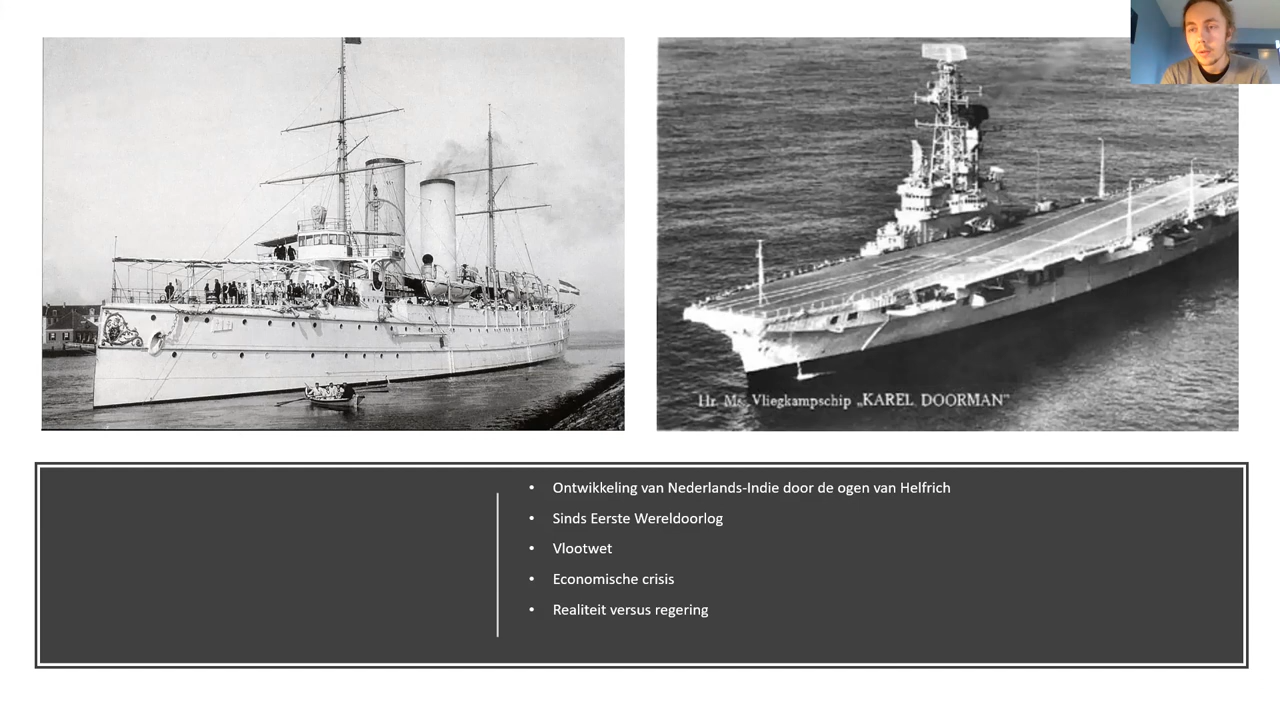 Hr. Ms. Vliegkampschip „KAREL DOORMAN”
• Ontwikkeling van Nederlands-Indie door de ogen van Helfrich
• Sinds Eerste Wereldoorlog
• Vlootwet
• Economische crisis
• Realiteit versus regering